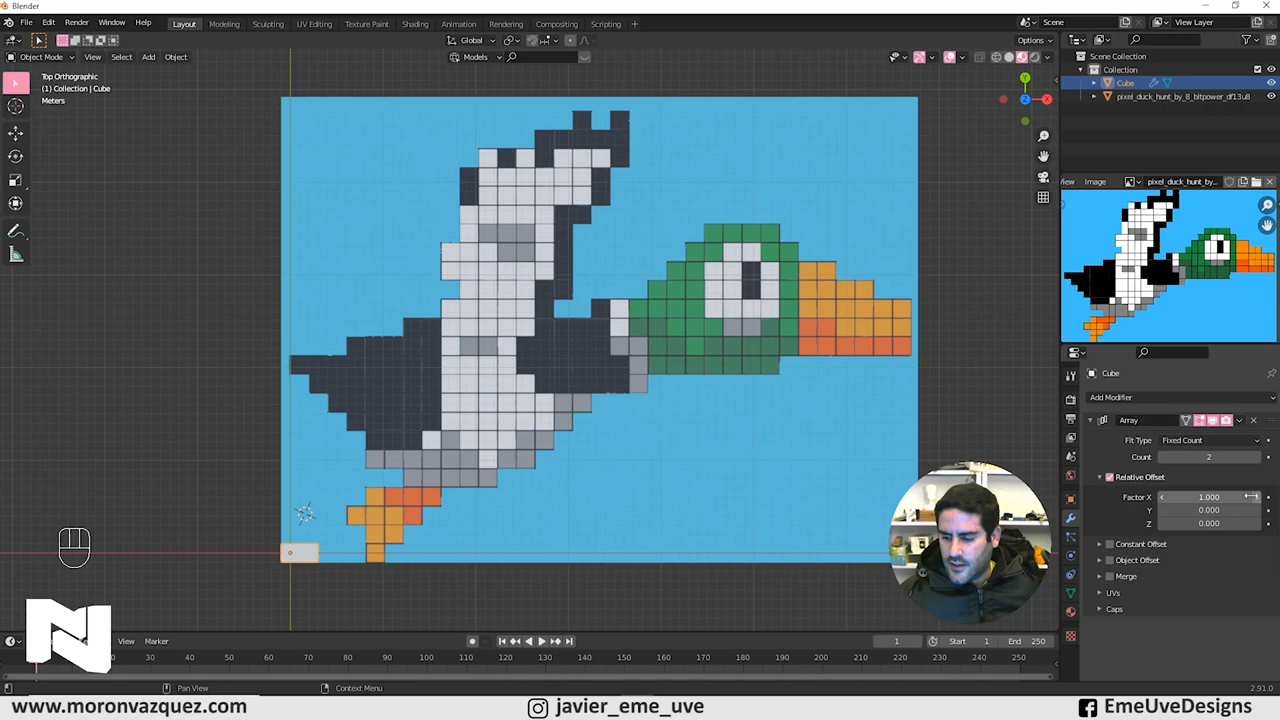 Blender
File Edit Render Window Help Layout Modeling Sculpting UV Editing Texture Paint Shading Animation Rendering Compositing Scripting + Scene View Layer
Global Options
Object Mode View Select Add Object Models
Top Orthographic
(1) Collection | Cube
Meters
Scene Collection
Collection
Cube
pixel_duck_hunt_by_8_bitpower_df13u8
View Image pixel_duck_hunt_by...
Y
Z
X
Cube
Add Modifier
Array
Fit Type Fixed Count
Count 2
Relative Offset
Factor X 1.000
Y 0.000
Z 0.000
Constant Offset
Object Offset
Merge
UVs
Caps
N
View Marker 1 Start 1 End 250
30 40 50 60 70 80 90 100 110 120 130 140 150 160 170 180 190 200 210 220 230 240 250
Pan View Context Menu 2.91.0
www.moronvazquez.com javier_eme_uve EmeUveDesigns